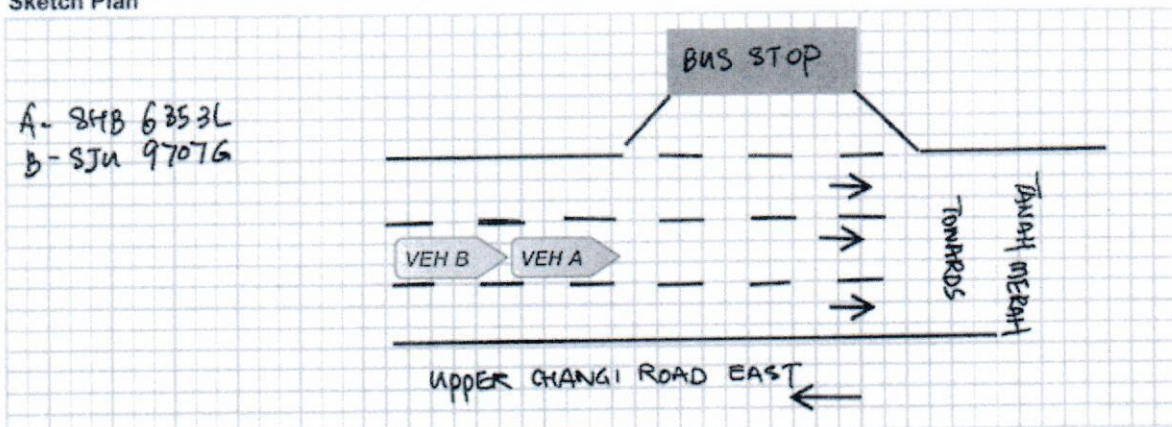 Sketch Plan
BUS STOP
A- SHB 6353L
B- SJU 9707G
VEH B
VEH A
TOWARDS
TANAH MERAH
UPPER CHANGI ROAD EAST